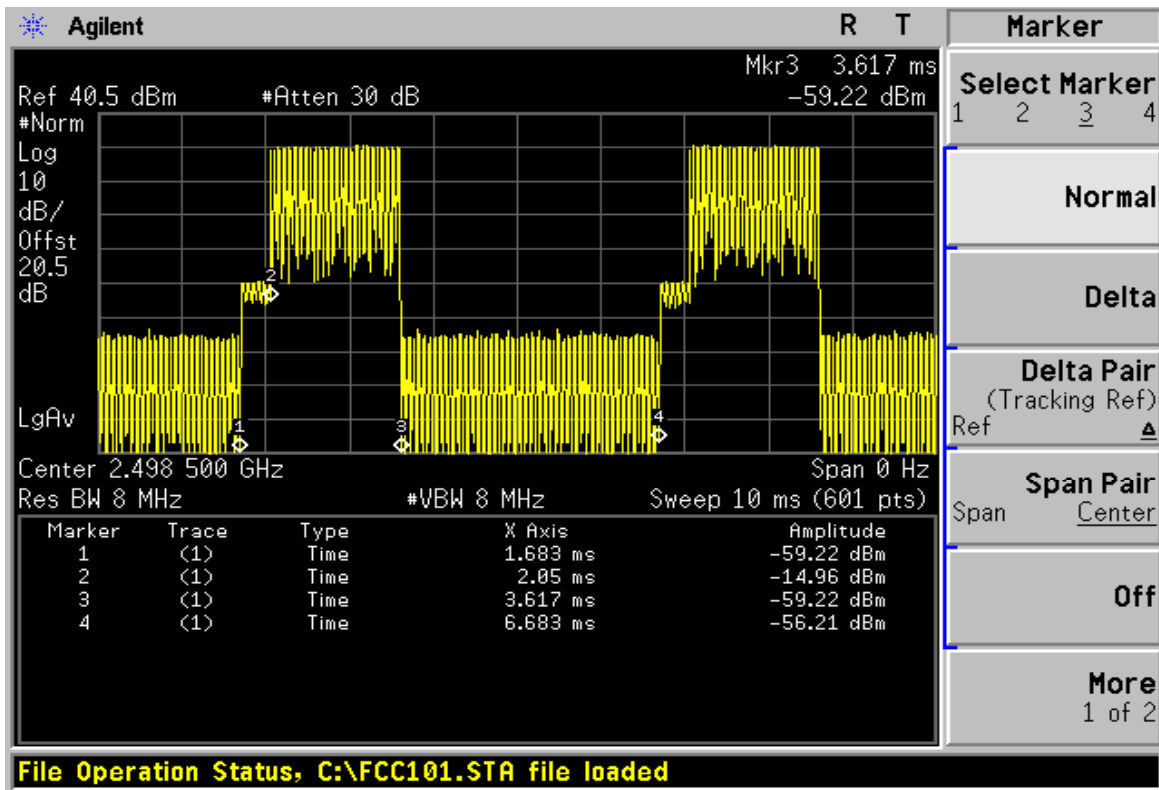 Agilent R T
Mkr3 3.617 ms
Ref 40.5 dBm #Atten 30 dB -59.22 dBm
#Norm
Log
10
dB/
Offst
20.5
dB
LgAv
2
1
3
4
Center 2.498 500 GHz Span 0 Hz
Res BW 8 MHz #VBW 8 MHz Sweep 10 ms (601 pts)
Marker Trace Type X Axis Amplitude
1 (1) Time 1.683 ms -59.22 dBm
2 (1) Time 2.05 ms -14.96 dBm
3 (1) Time 3.617 ms -59.22 dBm
4 (1) Time 6.683 ms -56.21 dBm
File Operation Status, C:\FCC101.STA file loaded
Marker
Select Marker
1 2 3 4
Normal
Delta
Delta Pair
(Tracking Ref)
Ref Δ
Span Pair
Span Center
Off
More
1 of 2